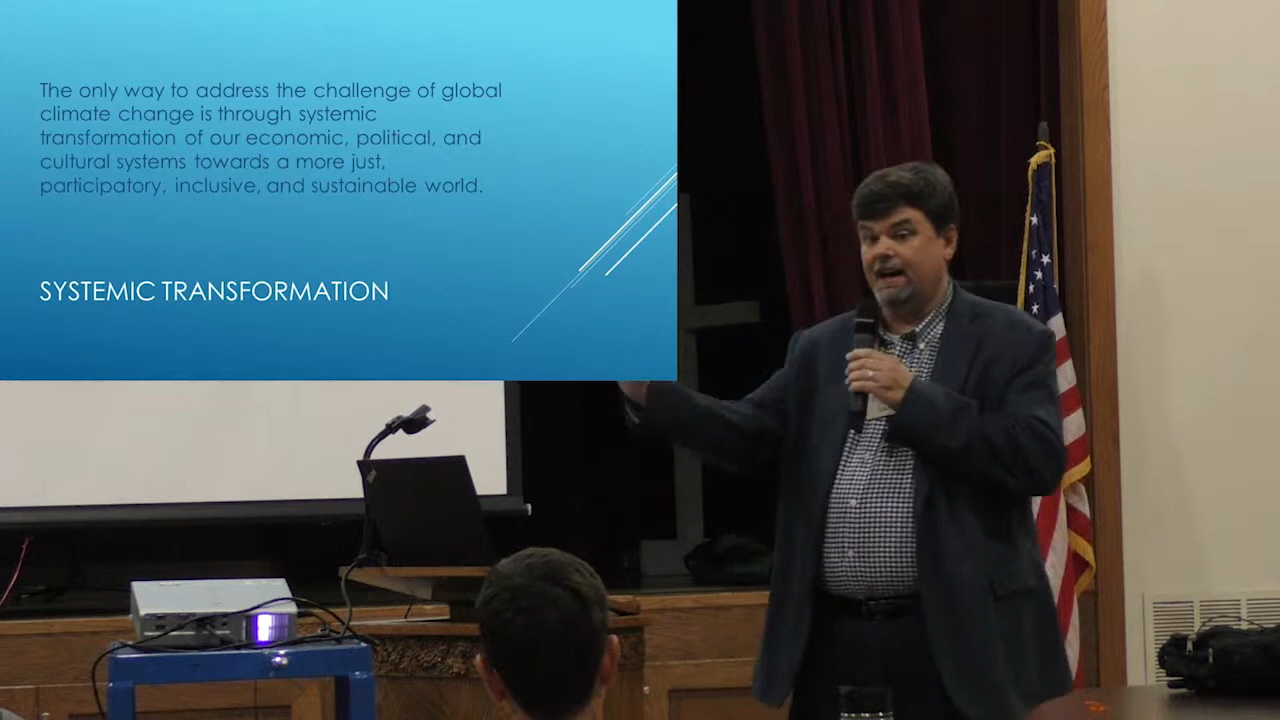 The only way to address the challenge of global
climate change is through systemic
transformation of our economic, political, and
cultural systems towards a more just,
participatory, inclusive, and sustainable world.
SYSTEMIC TRANSFORMATION